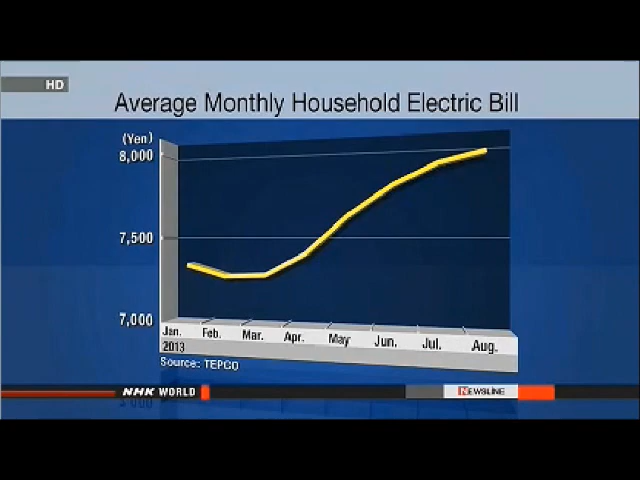 HD
Average Monthly Household Electric Bill
(Yen)
8,000
7,500
7,000
Jan. Feb. Mar. Apr. May Jun. Jul. Aug.
2013
Source: TEPCO
NHK WORLD
NEWSLINE